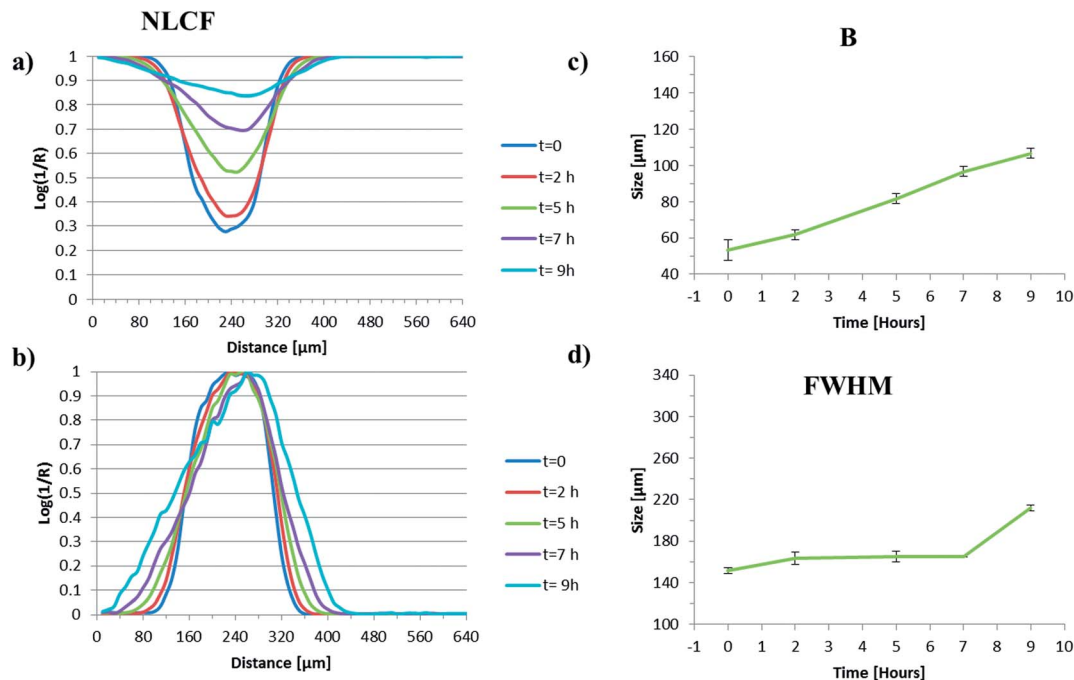 NLCF
a)
Log(1/R)
1
0.9
0.8
0.7
0.6
0.5
0.4
0.3
0.2
0.1
0
0 80 160 240 320 400 480 560 640
Distance [µm]
t=0
t=2 h
t=5 h
t=7 h
t= 9h
b)
Log(1/R)
1
0.9
0.8
0.7
0.6
0.5
0.4
0.3
0.2
0.1
0
0 80 160 240 320 400 480 560 640
Distance [µm]
t=0
t=2 h
t=5 h
t=7 h
t= 9h
B
c)
Size [µm]
160
140
120
100
80
60
40
-1 0 1 2 3 4 5 6 7 8 9 10
Time [Hours]
d)
FWHM
Size [µm]
340
300
260
220
180
140
100
-1 0 1 2 3 4 5 6 7 8 9 10
Time [Hours]